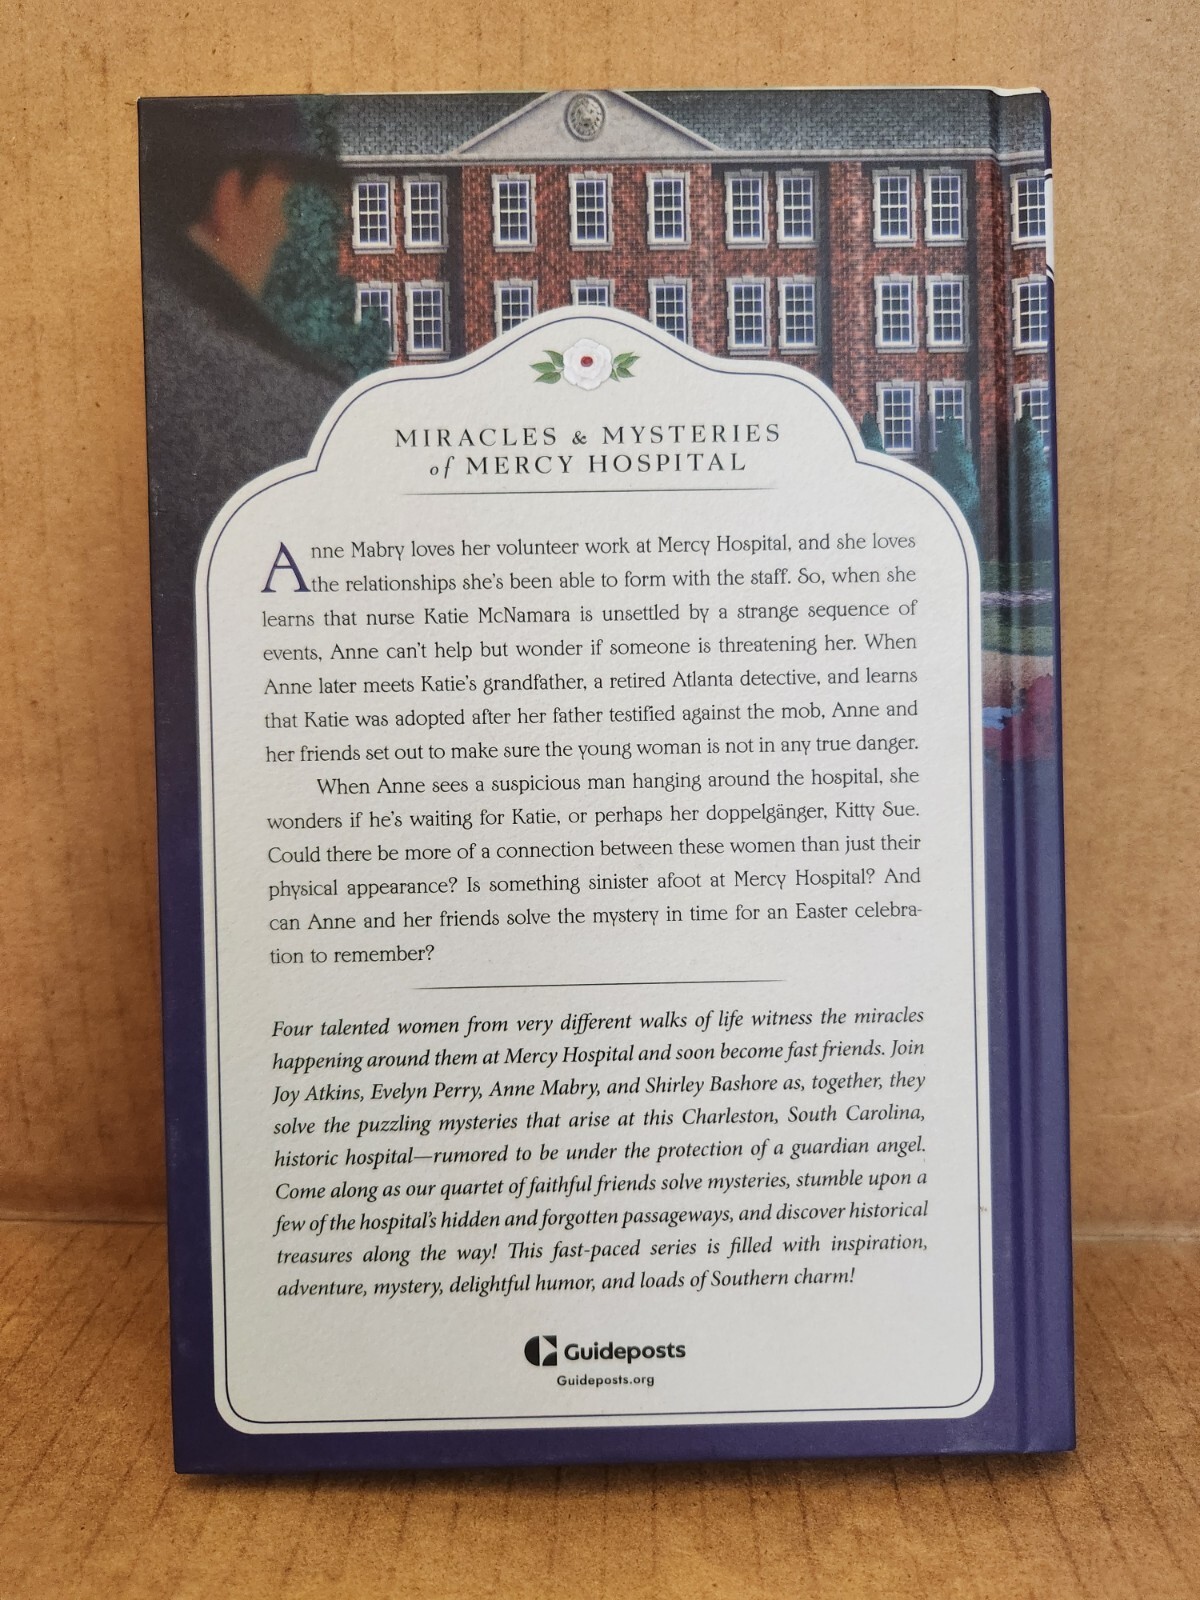 MIRACLES & MYSTERIES
of MERCY HOSPITAL
Anne Mabry loves her volunteer work at Mercy Hospital, and she loves
the relationships she's been able to form with the staff. So, when she
learns that nurse Katie McNamara is unsettled by a strange sequence of
events, Anne can't help but wonder if someone is threatening her. When
Anne later meets Katie's grandfather, a retired Atlanta detective, and learns
that Katie was adopted after her father testified against the mob, Anne and
her friends set out to make sure the young woman is not in any true danger.
When Anne sees a suspicious man hanging around the hospital, she
wonders if he's waiting for Katie, or perhaps her doppelgänger, Kitty Sue.
Could there be more of a connection between these women than just their
physical appearance? Is something sinister afoot at Mercy Hospital? And
can Anne and her friends solve the mystery in time for an Easter celebra-
tion to remember?
Four talented women from very different walks of life witness the miracles
happening around them at Mercy Hospital and soon become fast friends. Join
Joy Atkins, Evelyn Perry, Anne Mabry, and Shirley Bashore as, together, they
solve the puzzling mysteries that arise at this Charleston, South Carolina,
historic hospital—rumored to be under the protection of a guardian angel.
Come along as our quartet of faithful friends solve mysteries, stumble upon a
few of the hospital's hidden and forgotten passageways, and discover historical
treasures along the way! This fast-paced series is filled with inspiration,
adventure, mystery, delightful humor, and loads of Southern charm!
Guideposts
Guideposts.org